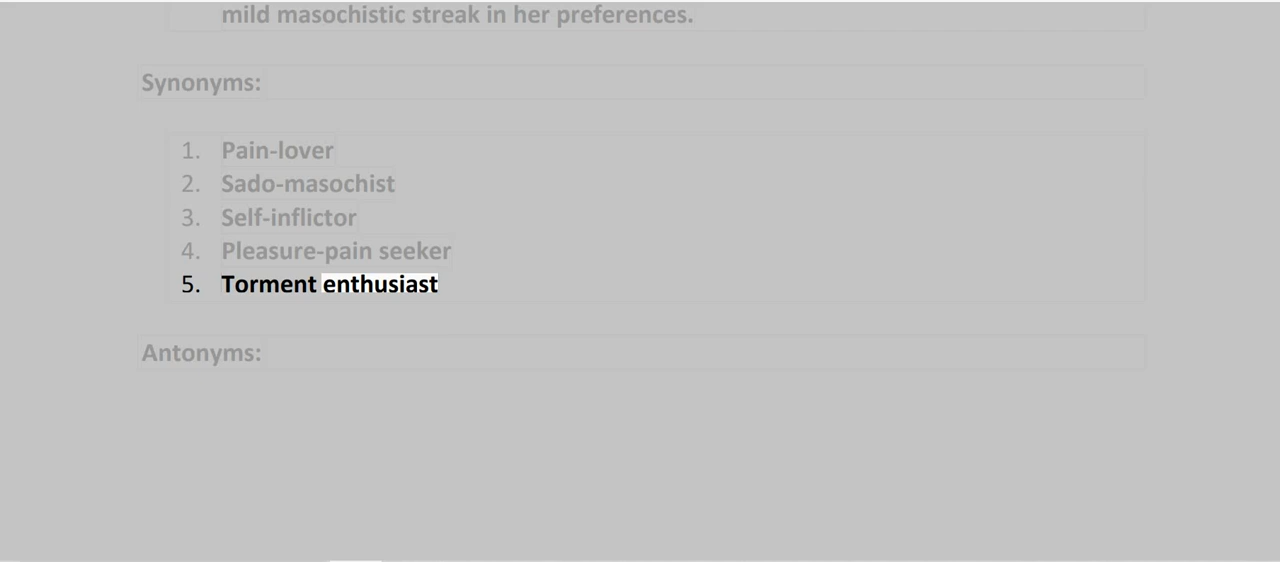 mild masochistic streak in her preferences.
Synonyms:
1. Pain-lover
2. Sado-masochist
3. Self-inflictor
4. Pleasure-pain seeker
5. Torment enthusiast
Antonyms: